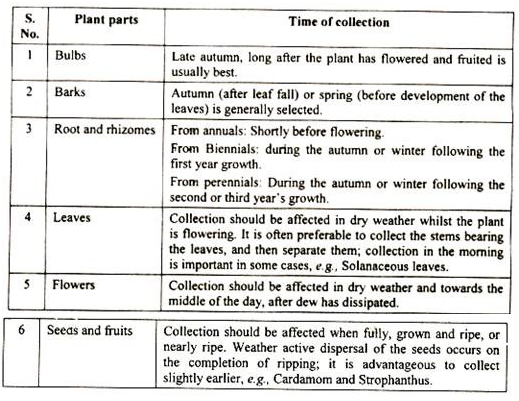 S. No. Plant parts Time of collection
1 Bulbs Late autumn, long after the plant has flowered and fruited is
usually best.
2 Barks Autumn (after leaf fall) or spring (before development of the
leaves) is generally selected.
3 Root and rhizomes From annuals: Shortly before flowering.
From Biennials: during the autumn or winter following the
first year growth.
From perennials: During the autumn or winter following the
second or third year's growth.
4 Leaves Collection should be affected in dry weather whilst the plant
is flowering. It is often preferable to collect the stems bearing
the leaves, and then separate them; collection in the morning
is important in some cases, e.g., Solanaceous leaves.
5 Flowers Collection should be affected in dry weather and towards the
middle of the day, after dew has dissipated.
6 Seeds and fruits Collection should be affected when fully, grown and ripe, or
nearly ripe. Weather active dispersal of the seeds occurs on
the completion of ripping; it is advantageous to collect
slightly earlier, e.g., Cardamom and Strophanthus.